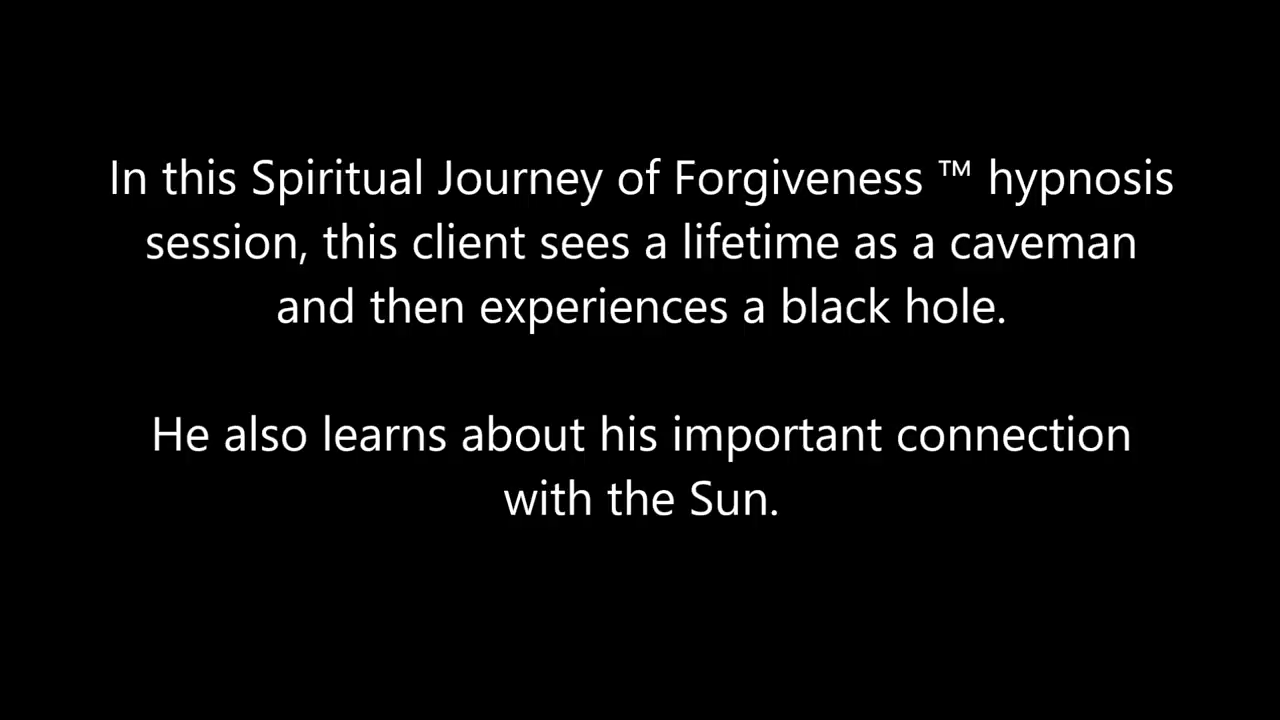 In this Spiritual Journey of Forgiveness ™ hypnosis
session, this client sees a lifetime as a caveman
and then experiences a black hole.
He also learns about his important connection
with the Sun.